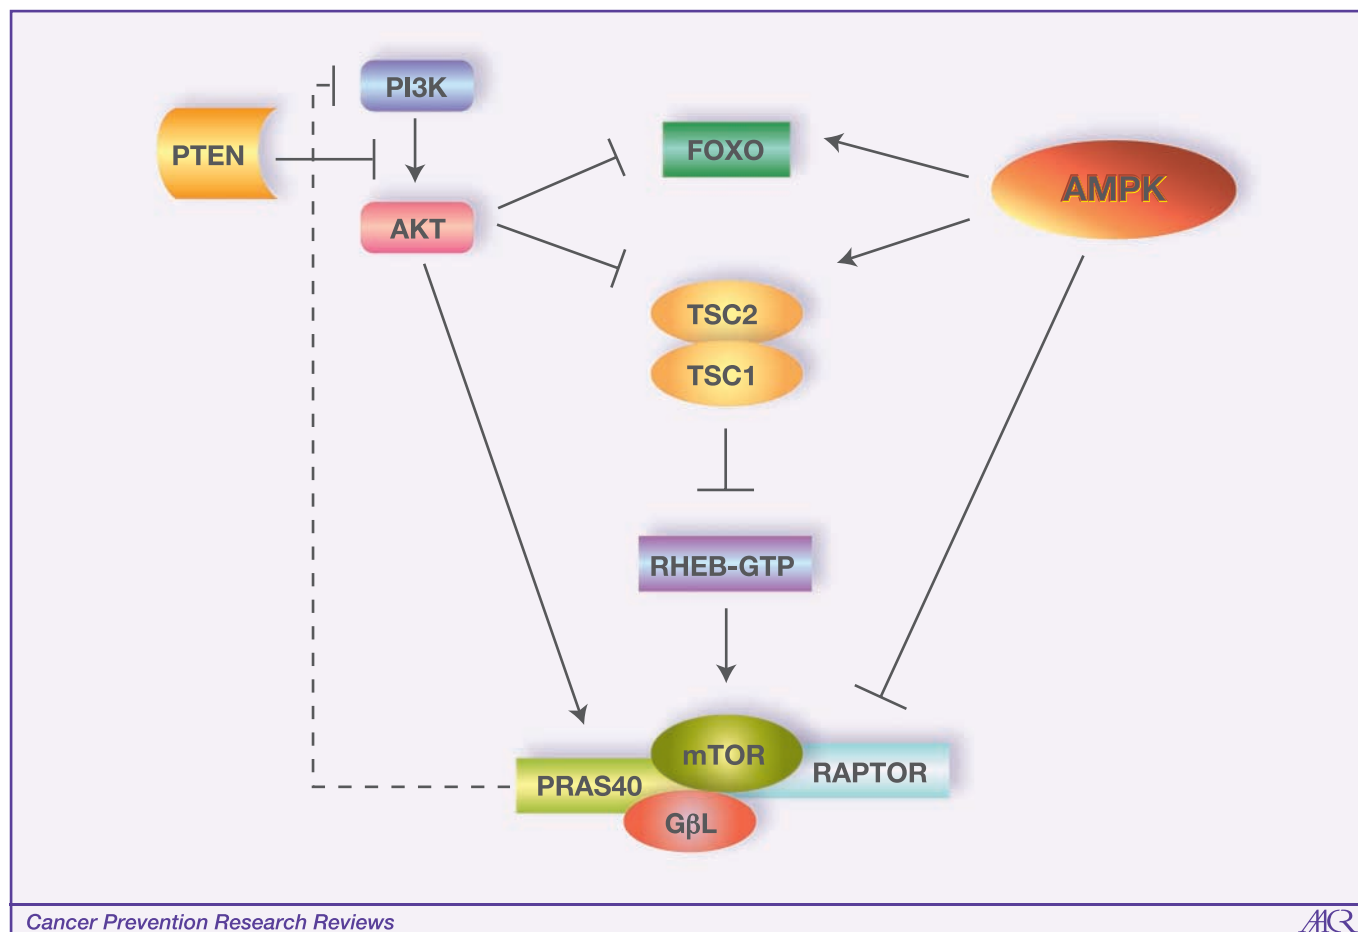 PI3K
PTEN
FOXO
AMPK
AKT
TSC2
TSC1
RHEB-GTP
mTOR
RAPTOR
PRAS40
GβL
Cancer Prevention Research Reviews
AACR